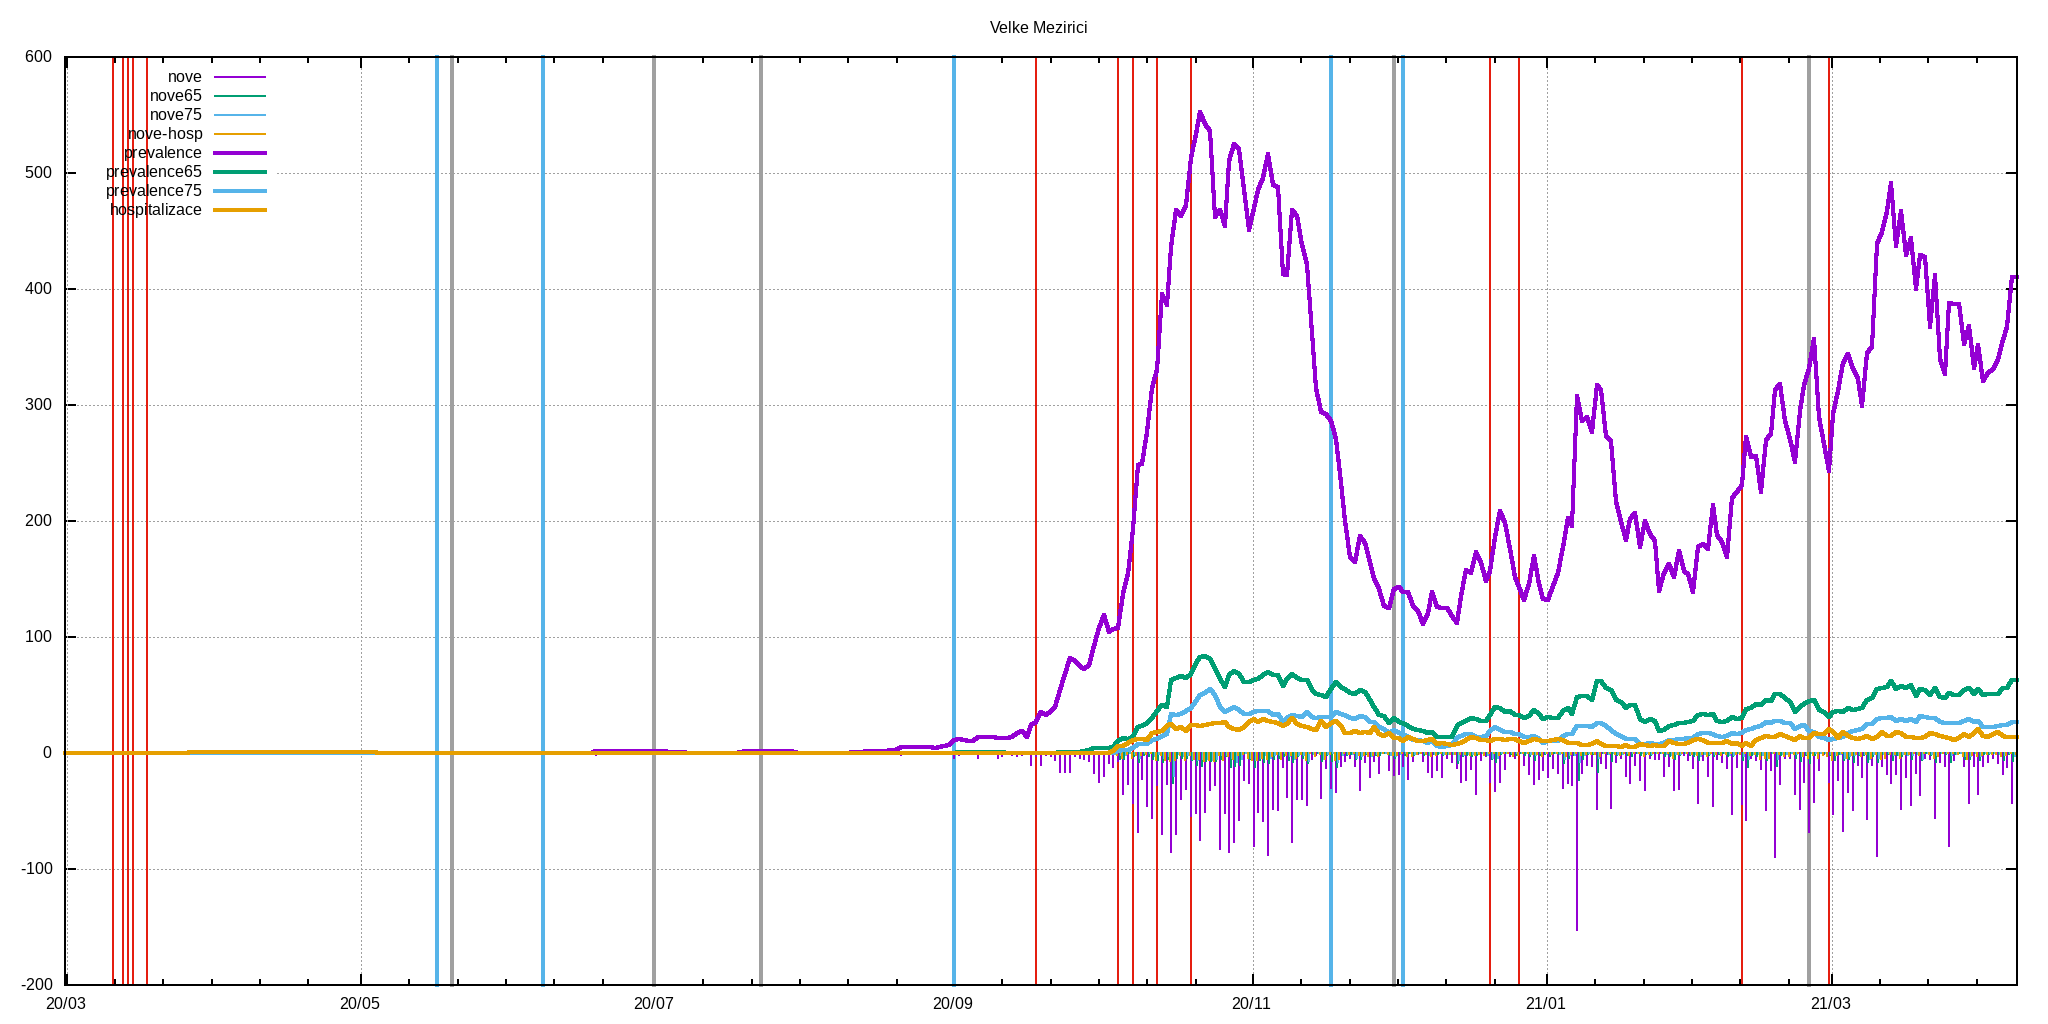 Velke Mezirici
600
500
400
300
200
100
0
-100
-200
nove
nove65
nove75
nove-hosp
prevalence
prevalence65
prevalence75
hospitalizace
20/03 20/05 20/07 20/09 20/11 21/01 21/03